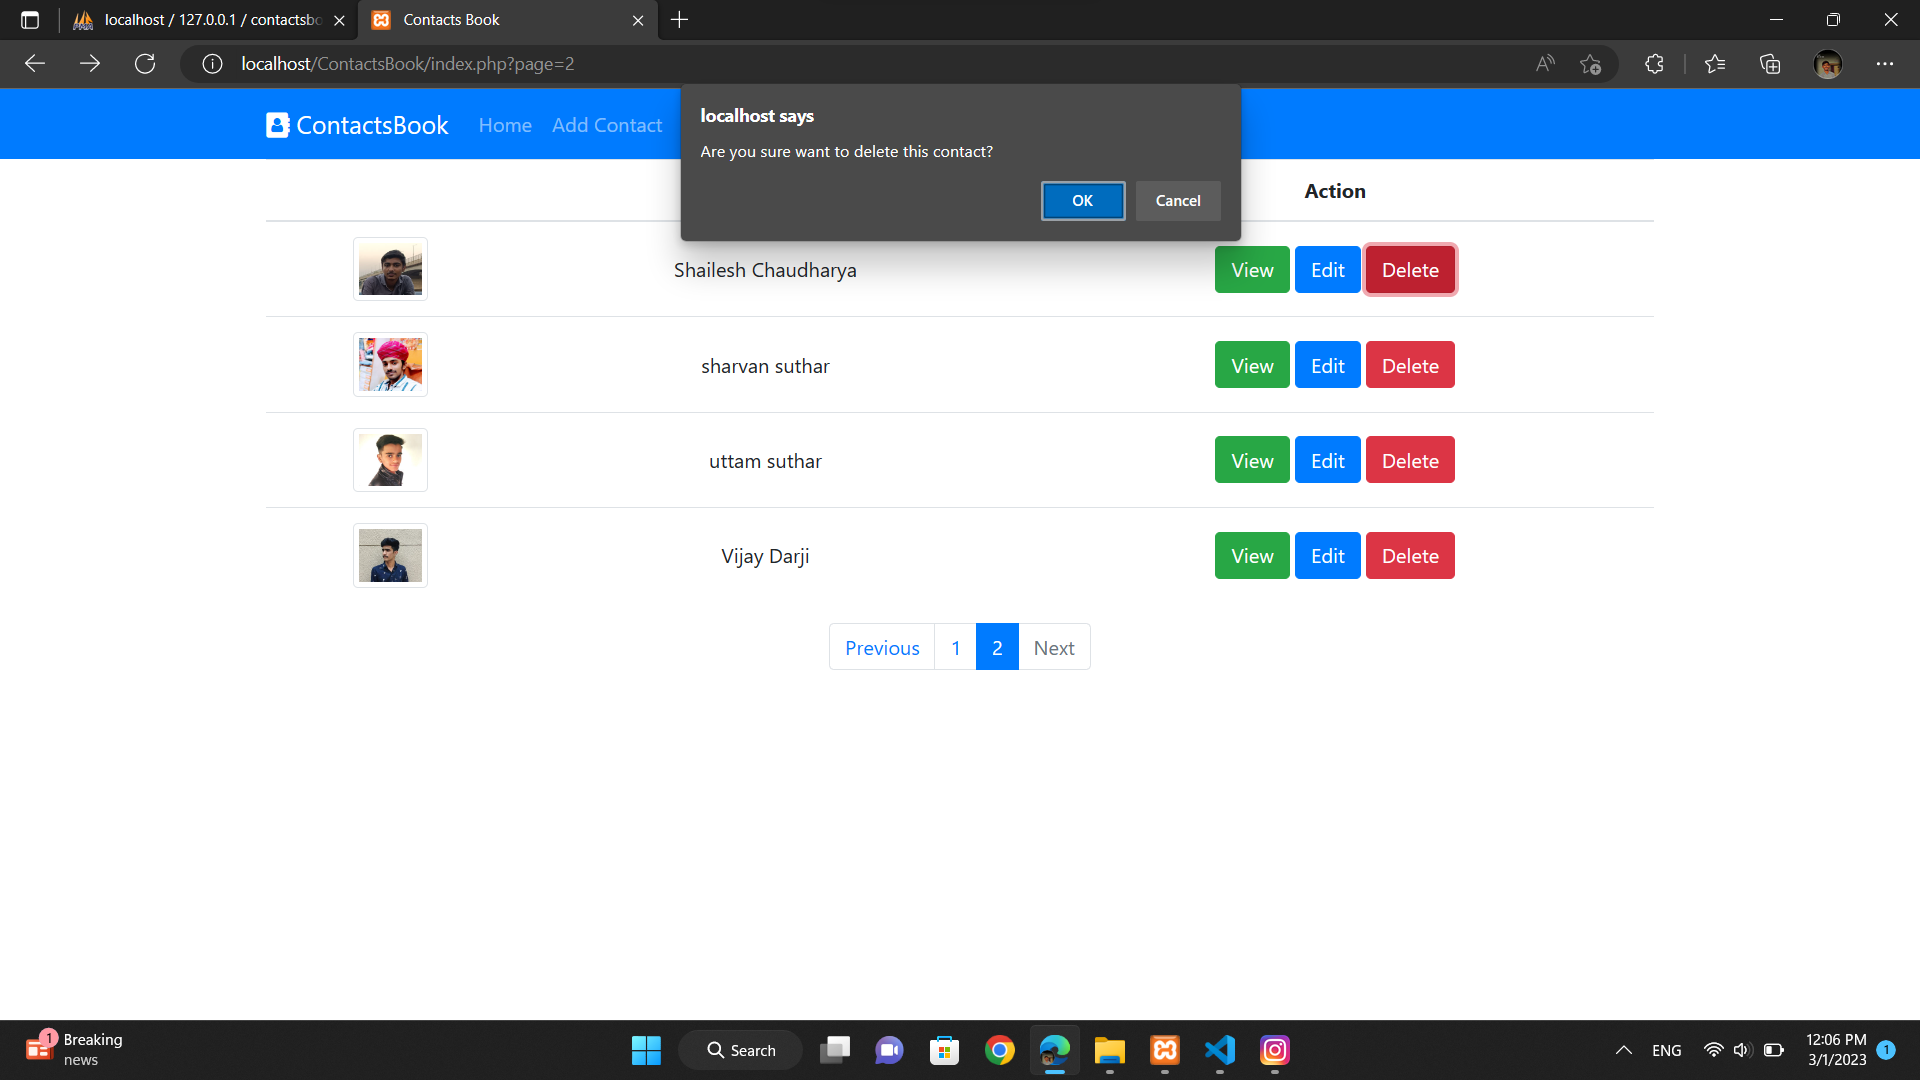 localhost / 127.0.0.1 / contactsbo
Contacts Book
localhost/ContactsBook/index.php?page=2
ContactsBook
Home
Add Contact
localhost says
Are you sure want to delete this contact?
OK
Cancel
Action
Shailesh Chaudharya
View Edit Delete
sharvan suthar
View Edit Delete
uttam suthar
View Edit Delete
Vijay Darji
View Edit Delete
Previous 1 2 Next
1
Breaking
news
Search
ENG
12:06 PM
3/1/2023
1